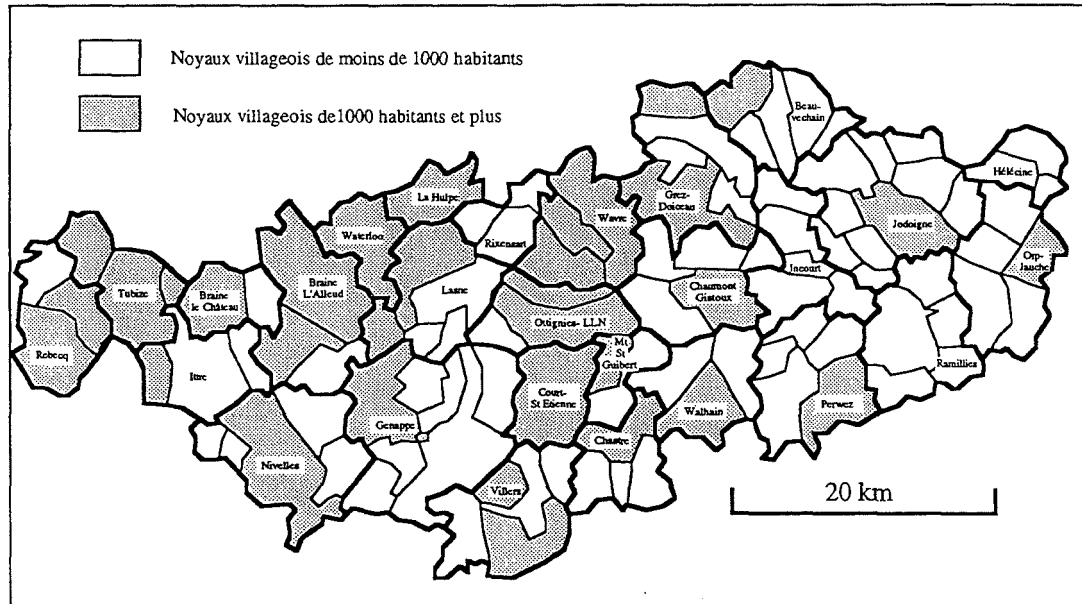 Noyaux villageois de moins de 1000 habitants
Noyaux villageois de1000 habitants et plus
Beau-
vechain
Hélécine
La Hulpe
Grez-
Doiceau
Wavre
Waterloo
Rixensart
Jodoigne
Orp-
Jauche
Tubize
Braine
le Château
Braine
L'Alleud
Lasne
Incourt
Chaumont
Gistoux
Ottignies- LLN
Mt
St
Guibert
Rebecq
Ittre
Ramillies
Court-
St Etienne
Walhain
Perwez
Genappe
Chastre
Nivelles
Villers
20 km